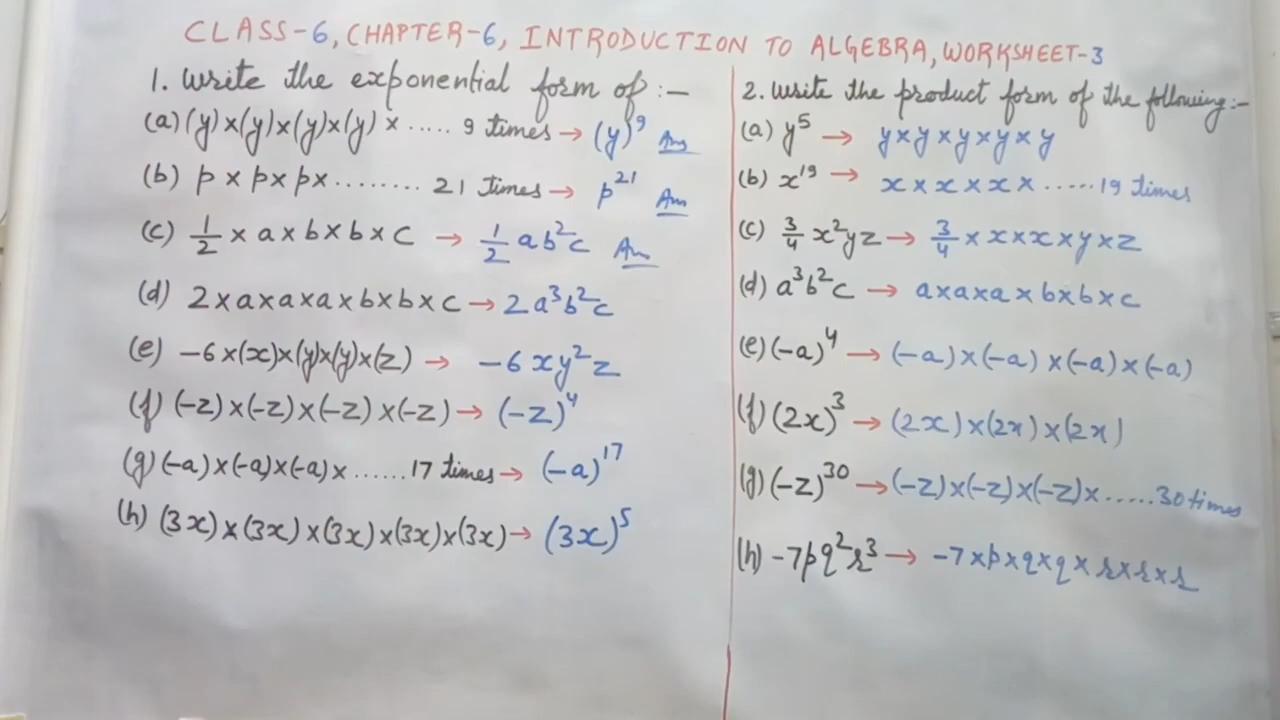 CLASS-6, CHAPTER-6, INTRODUCTION TO ALGEBRA, WORKSHEET-3
1. Write the exponential form of :-
(a) (y)×(y)×(y)×(y)× ..... 9 times → (y)⁹ Ans
(b) p × p × p× ........ 21 times → p²¹ Ans
(c) 1/2 × a × b × b × c → 1/2 ab²c Ans
(d) 2×a×a×a×b×b×c → 2a³b²c
(e) -6×(x)×(y)×(y)×(z) → -6xy²z
(f) (-z)×(-z)×(-z)×(-z) → (-z)⁴
(g) (-a)×(-a)×(-a)× ......17 times → (-a)¹⁷
(h) (3x)×(3x)×(3x)×(3x)×(3x) → (3x)⁵
2. Write the product form of the following:-
(a) y⁵ → y×y×y×y×y
(b) x¹⁹ → x×x×x× .....19 times
(c) 3/4 x²yz → 3/4 × x×x×y×z
(d) a³b²c → a×a×a×b×b×c
(e) (-a)⁴ → (-a)×(-a)×(-a)×(-a)
(f) (2x)³ → (2x)×(2x)×(2x)
(g) (-z)³⁰ → (-z)×(-z)×(-z)× .....30 times
(h) -7pq²r³ → -7×p×q×q×r×r×r